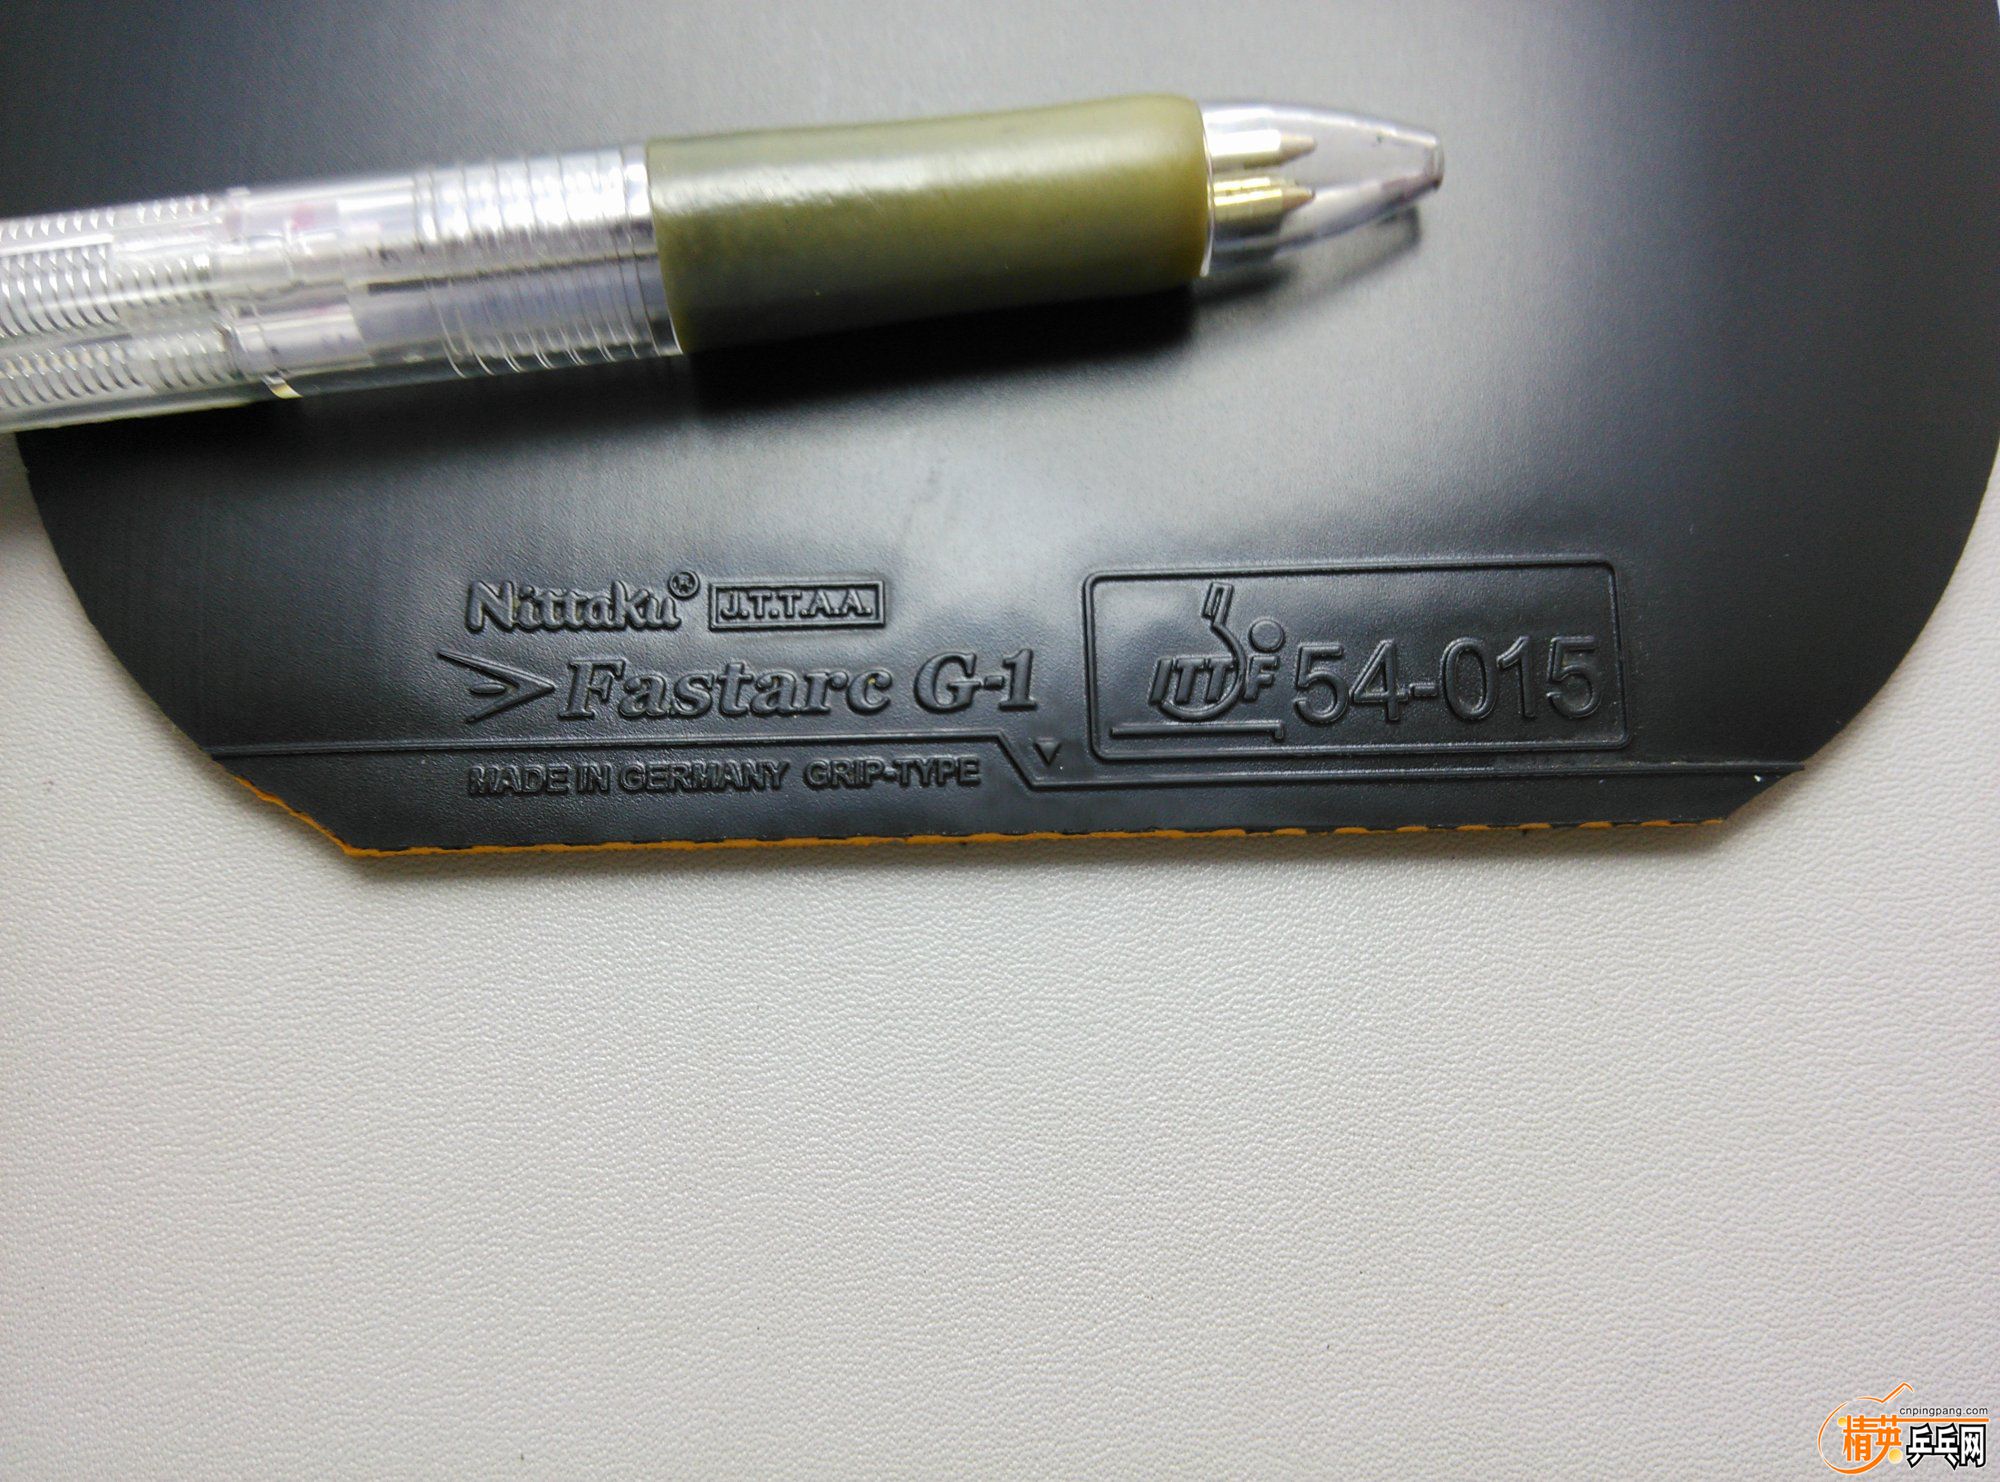 Nittaku® J.T.T.A.A.
Fastarc G-1
ITTF 54-015
MADE IN GERMANY GRIP-TYPE
cnpingpang.com
精英乒乓网